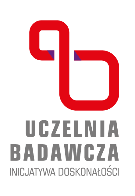 UCZELNIA
BADAWCZA
INICJATYWA DOSKONAŁOŚCI